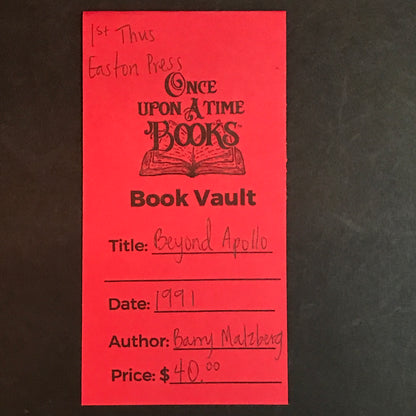 1st Thus
Easton Press
ONCE
UPON A TIME
BOOKS
Book Vault
Title: Beyond Apollo
Date: 1991
Author: Barry Malzberg
Price: $40.00